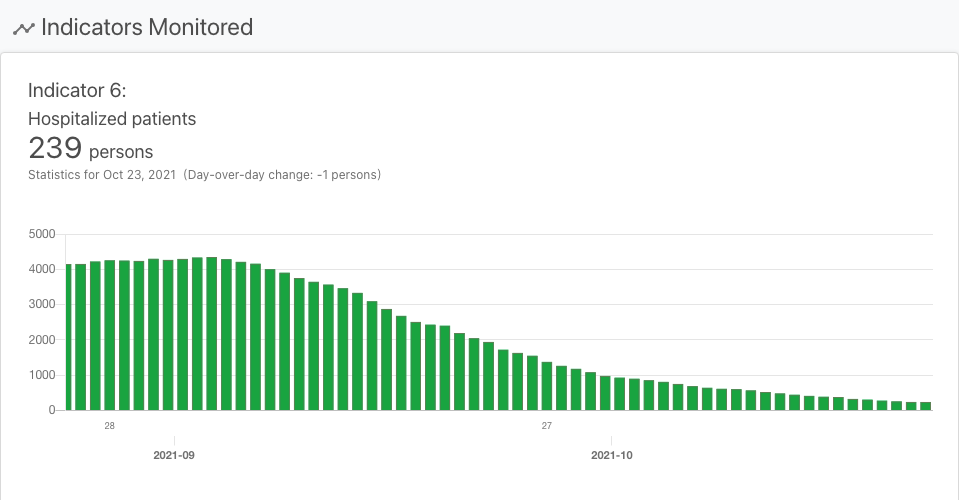 Indicators Monitored
Indicator 6:
Hospitalized patients
239 persons
Statistics for Oct 23, 2021 (Day-over-day change: -1 persons)
5000
4000
3000
2000
1000
0
28
27
2021-09
2021-10